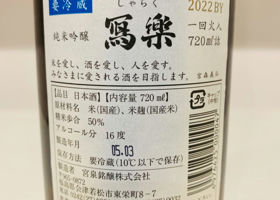 要冷蔵
しゃらく
2022BY
純米吟醸
寫樂
一回火入
720㎖詰
米を愛し、酒を愛し、人を愛す。
みなさまに愛される酒を目指します。
【品目】日本酒【内容量】720㎖
原材料名 米(国産)、米麹(国産米)
精米歩合 50%
アルコール分 16度
製造年月 05.03
保存方法 要冷蔵(10℃以下で保存)
製造者 宮泉銘醸株式会社
福島県会津若松市東栄町8−7